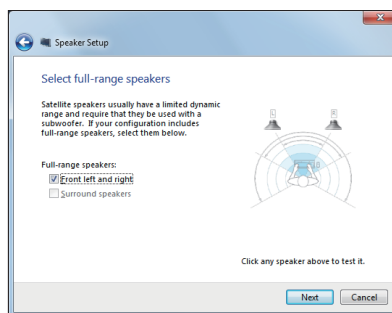 Speaker Setup
Select full-range speakers
Satellite speakers usually have a limited dynamic
range and require that they be used with a
subwoofer. If your configuration includes
full-range speakers, select them below.
L R
Full-range speakers:
Front left and right
Surround speakers
Click any speaker above to test it.
Next Cancel